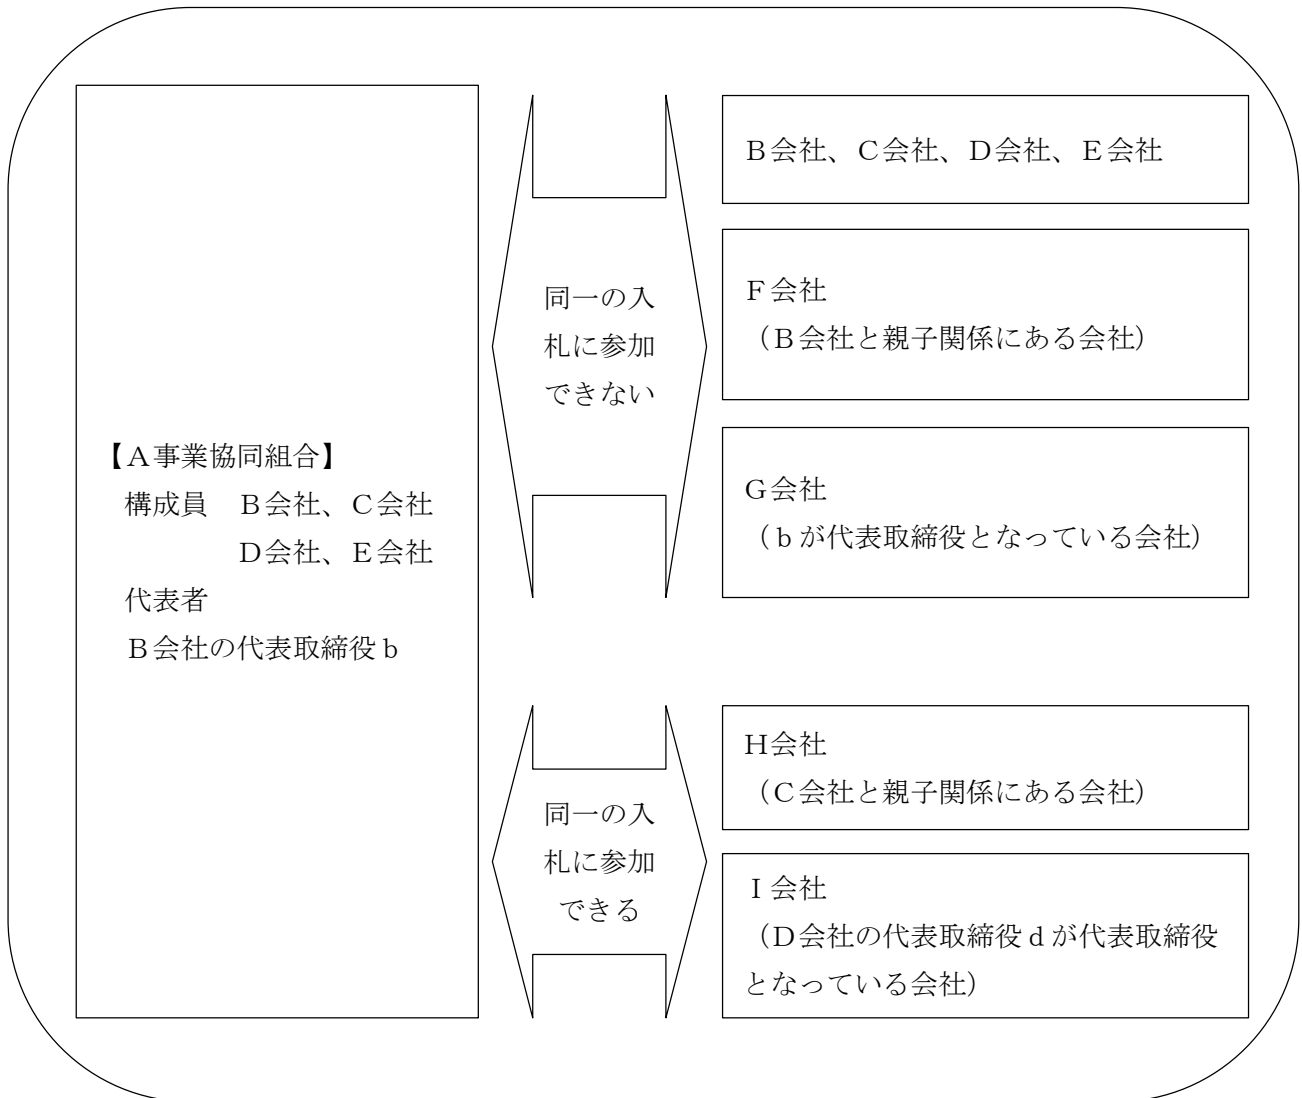 【Ａ事業協同組合】
構成員　Ｂ会社、Ｃ会社
Ｄ会社、Ｅ会社
代表者
Ｂ会社の代表取締役ｂ
同一の入
札に参加
できない
Ｂ会社、Ｃ会社、Ｄ会社、Ｅ会社
Ｆ会社
（Ｂ会社と親子関係にある会社）
Ｇ会社
（ｂが代表取締役となっている会社）
同一の入
札に参加
できる
Ｈ会社
（Ｃ会社と親子関係にある会社）
Ｉ会社
（Ｄ会社の代表取締役ｄが代表取締役
となっている会社）